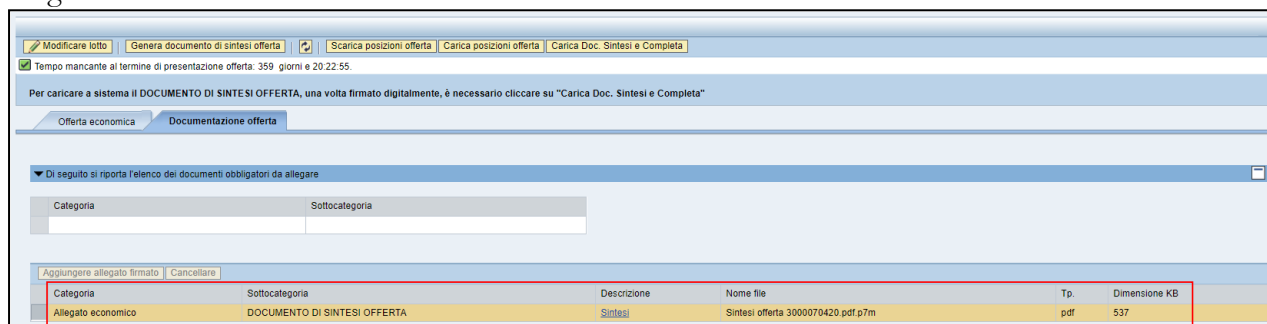 Modificare lotto Genera documento di sintesi offerta Scarica posizioni offerta Carica posizioni offerta Carica Doc. Sintesi e Completa
Tempo mancante al termine di presentazione offerta: 359 giorni e 20:22:55.
Per caricare a sistema il DOCUMENTO DI SINTESI OFFERTA, una volta firmato digitalmente, è necessario cliccare su "Carica Doc. Sintesi e Completa"
Offerta economica Documentazione offerta
Di seguito si riporta l'elenco dei documenti obbligatori da allegare
Categoria Sottocategoria
Aggiungere allegato firmato Cancellare
Categoria Sottocategoria Descrizione Nome file Tp. Dimensione KB
Allegato economico DOCUMENTO DI SINTESI OFFERTA Sintesi Sintesi offerta 3000070420.pdf.p7m pdf 537